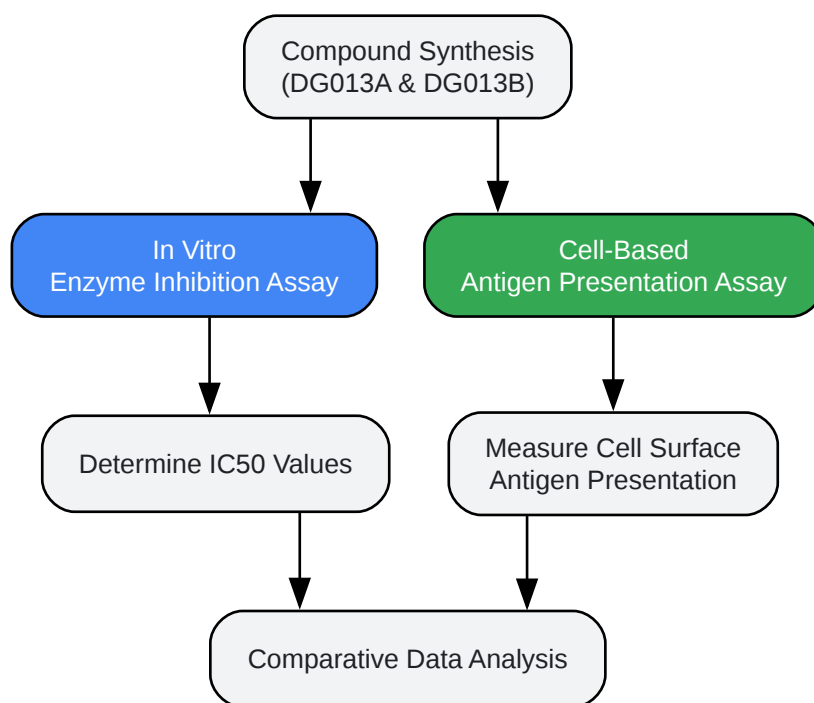 Compound Synthesis
(DG013A & DG013B)
In Vitro
Enzyme Inhibition Assay
Cell-Based
Antigen Presentation Assay
Determine IC50 Values
Measure Cell Surface
Antigen Presentation
Comparative Data Analysis